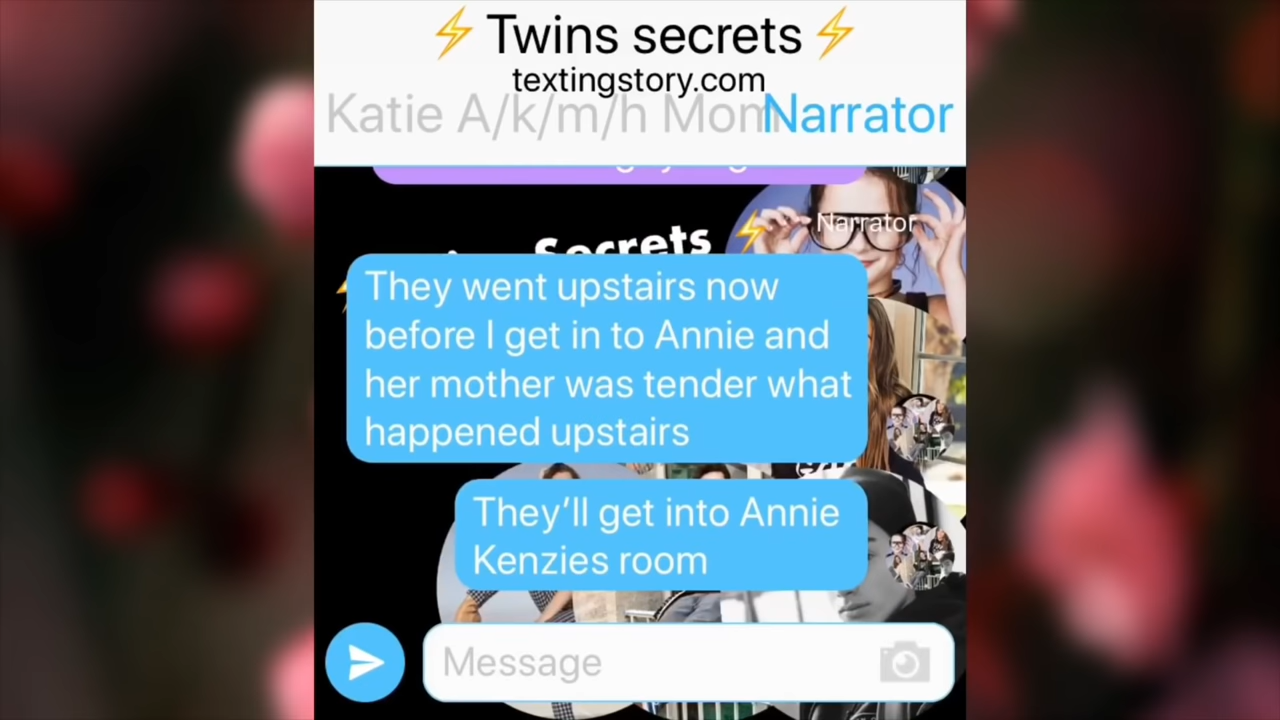 ⚡ Twins secrets ⚡
textingstory.com
Katie A/k/m/h Mom
Narrator
Narrator
Secrets
They went upstairs now
before I get in to Annie and
her mother was tender what
happened upstairs
They’ll get into Annie
Kenzies room
Message